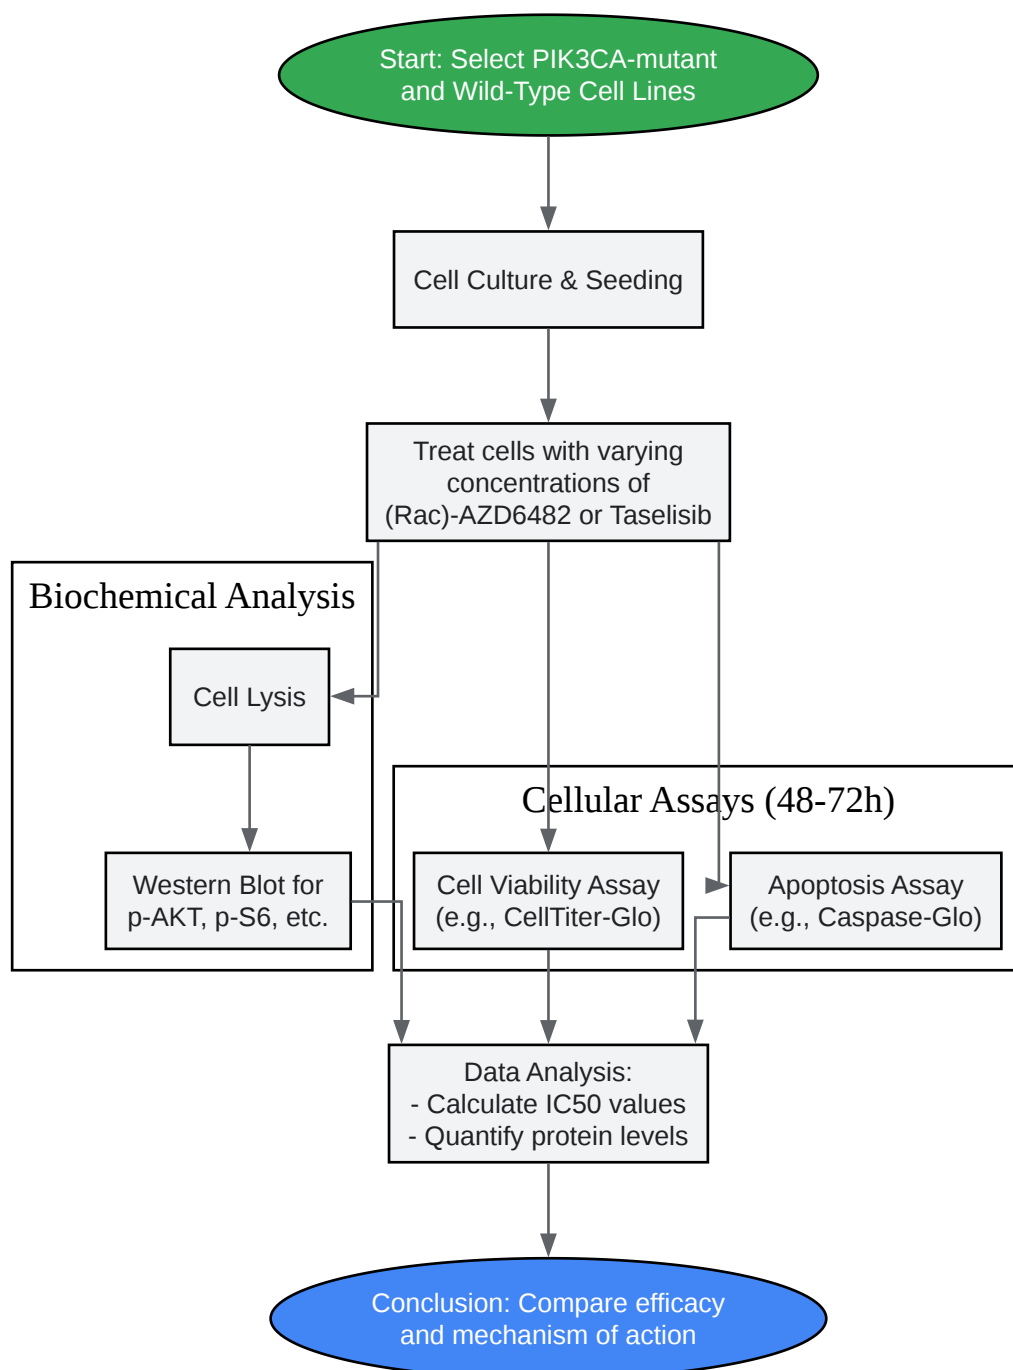 Start: Select PIK3CA-mutant
and Wild-Type Cell Lines
Cell Culture & Seeding
Treat cells with varying
concentrations of
(Rac)-AZD6482 or Taselisib
Biochemical Analysis
Cell Lysis
Western Blot for
p-AKT, p-S6, etc.
Cellular Assays (48-72h)
Cell Viability Assay
(e.g., CellTiter-Glo)
Apoptosis Assay
(e.g., Caspase-Glo)
Data Analysis:
- Calculate IC50 values
- Quantify protein levels
Conclusion: Compare efficacy
and mechanism of action